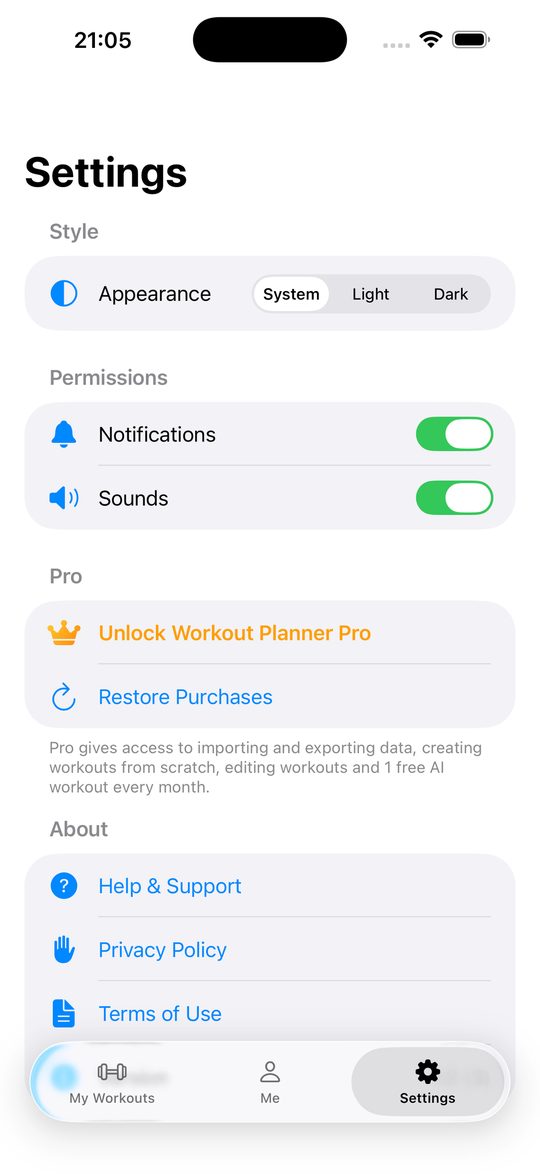 21:05
Settings
Style
Appearance
System
Light
Dark
Permissions
Notifications
Sounds
Pro
Unlock Workout Planner Pro
Restore Purchases
Pro gives access to importing and exporting data, creating
workouts from scratch, editing workouts and 1 free AI
workout every month.
About
Help & Support
Privacy Policy
Terms of Use
My Workouts
Me
Settings